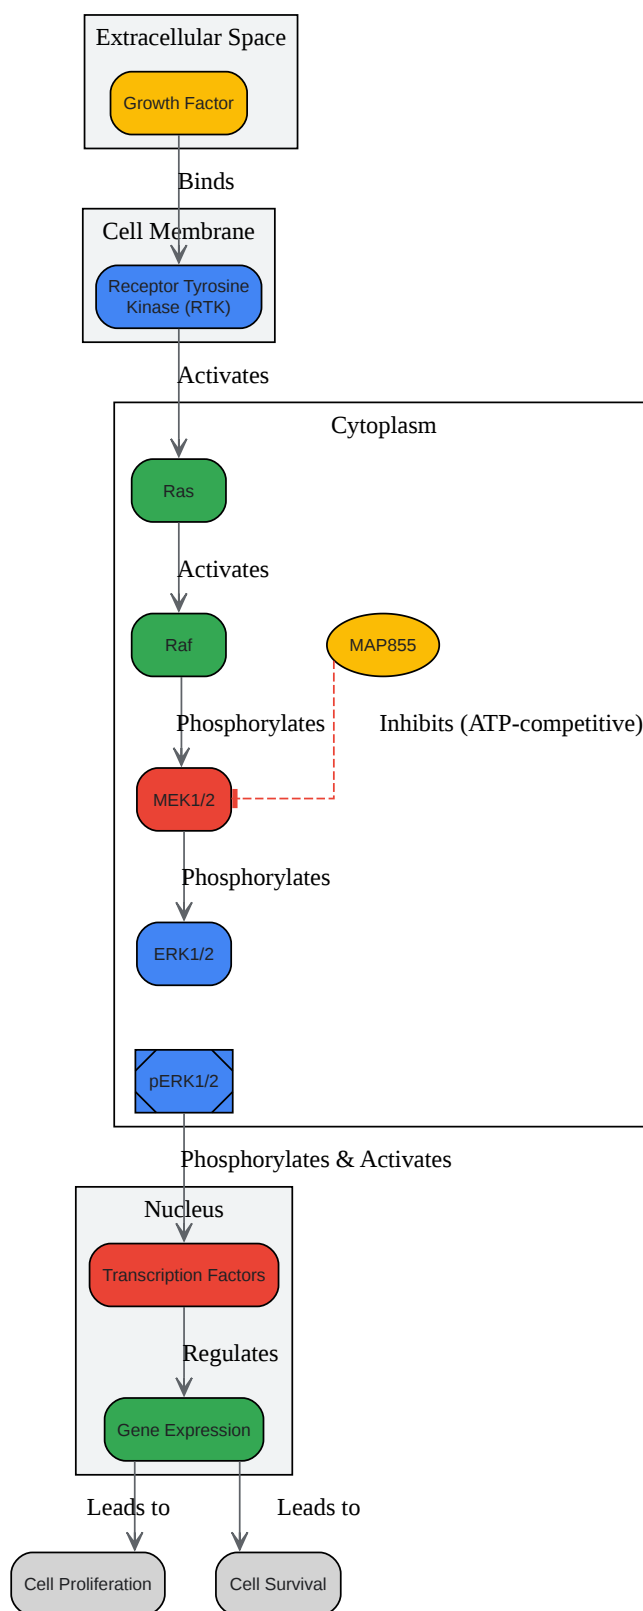 Extracellular Space
Growth Factor
Binds
Cell Membrane
Receptor Tyrosine
Kinase (RTK)
Activates
Cytoplasm
Ras
Activates
Raf
MAP855
Phosphorylates
Inhibits (ATP-competitive)
MEK1/2
Phosphorylates
ERK1/2
pERK1/2
Phosphorylates & Activates
Nucleus
Transcription Factors
Regulates
Gene Expression
Leads to
Leads to
Cell Proliferation
Cell Survival